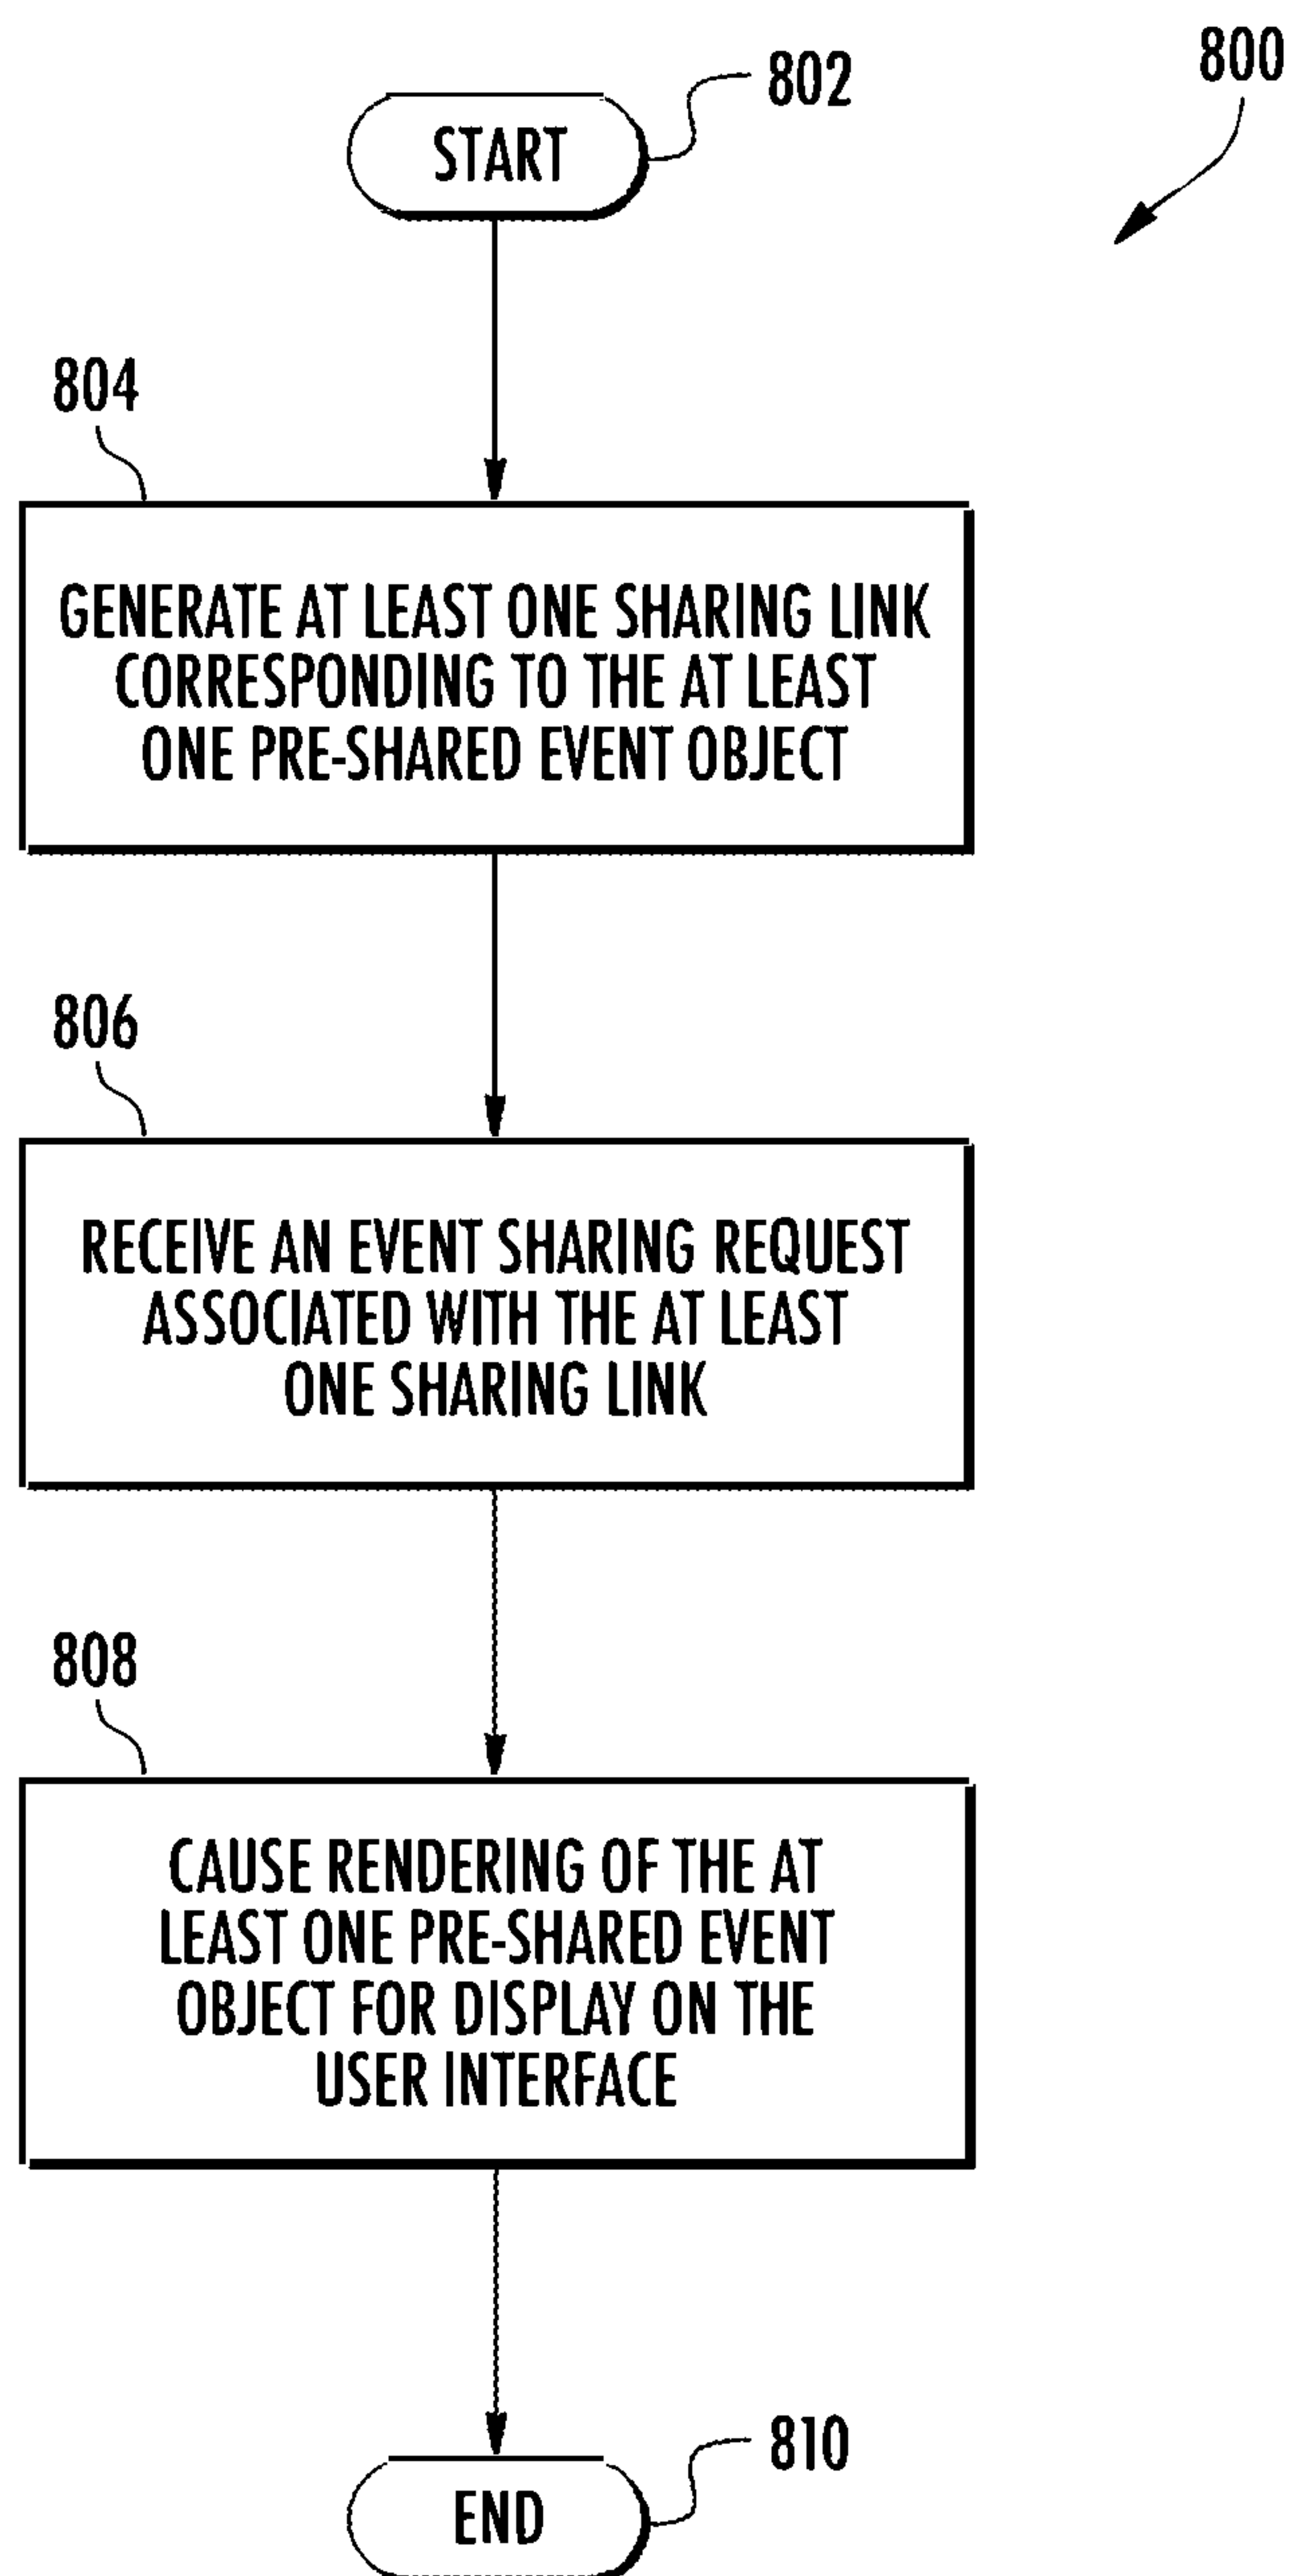 800
802
START
804
GENERATE AT LEAST ONE SHARING LINK
CORRESPONDING TO THE AT LEAST
ONE PRE-SHARED EVENT OBJECT
806
RECEIVE AN EVENT SHARING REQUEST
ASSOCIATED WITH THE AT LEAST
ONE SHARING LINK
808
CAUSE RENDERING OF THE AT
LEAST ONE PRE-SHARED EVENT
OBJECT FOR DISPLAY ON THE
USER INTERFACE
810
END